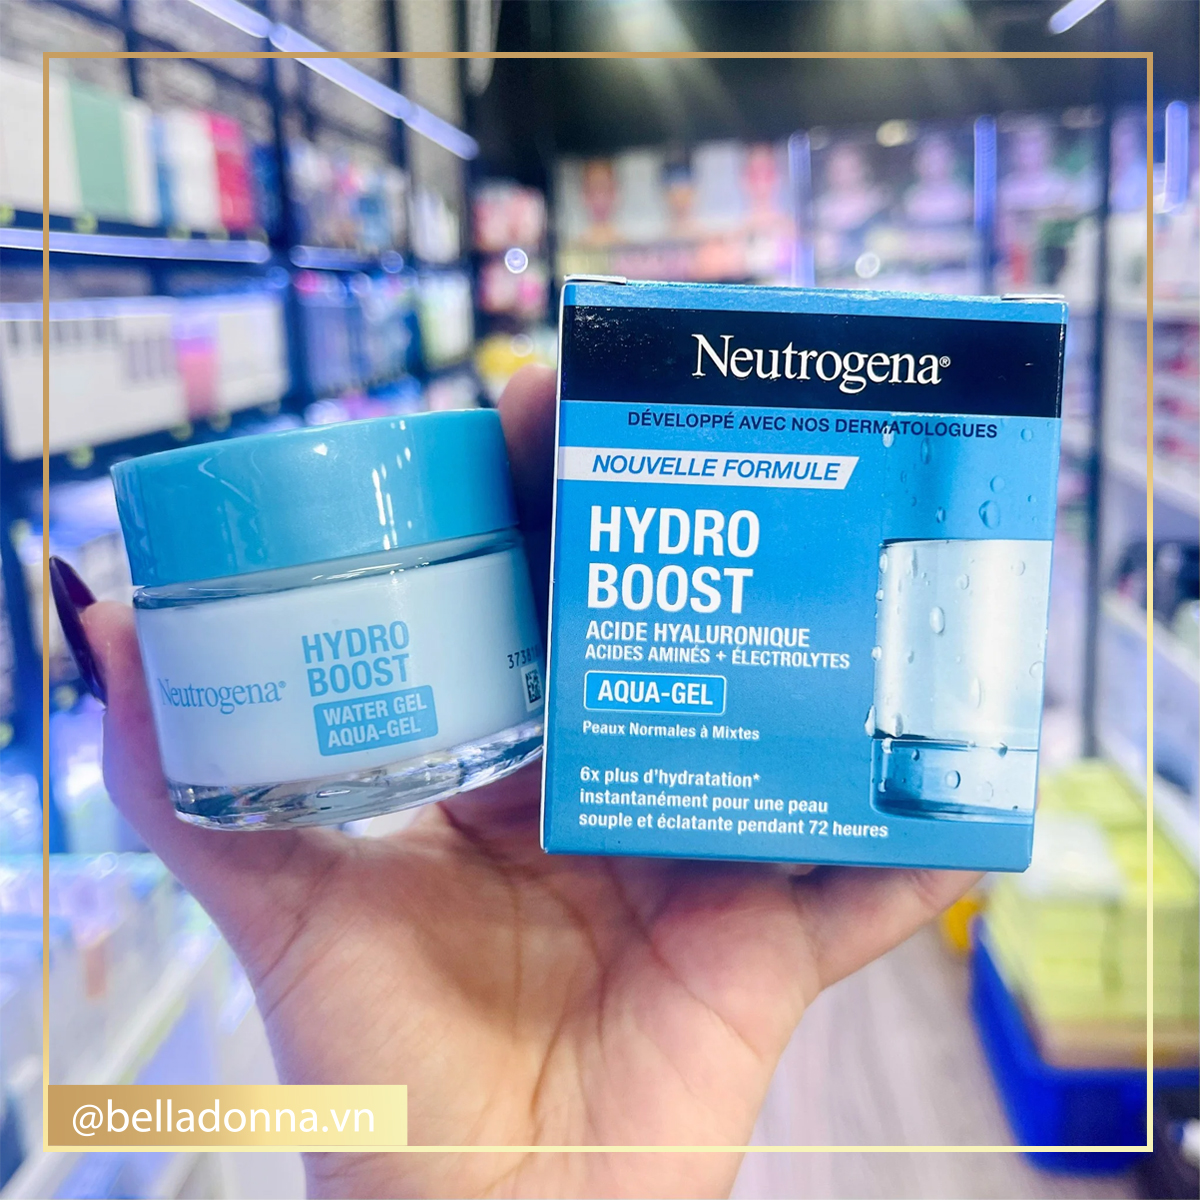 Neutrogena®
DÉVELOPPÉ AVEC NOS DERMATOLOGUES
NOUVELLE FORMULE
HYDRO
BOOST
ACIDE HYALURONIQUE
ACIDES AMINÉS + ÉLECTROLYTES
AQUA-GEL
Peaux Normales à Mixtes
6x plus d'hydratation*
instantanément pour une peau
souple et éclatante pendant 72 heures
Neutrogena®
HYDRO
BOOST
WATER GEL
AQUA-GEL
@belladonna.vn